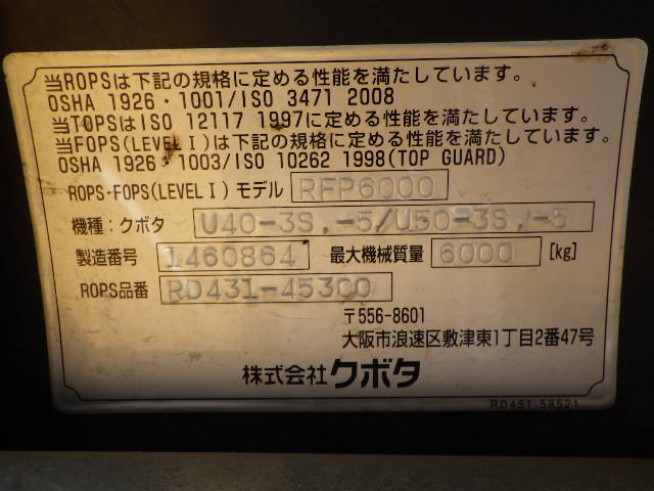 当ROPSは下記の規格に定める性能を満たしています。
OSHA 1926・1001/ISO 3471 2008
当TOPSはISO 12117 1997に定める性能を満たしています。
当FOPS(LEVEL I)は下記の規格に定める性能を満たしています。
OSHA 1926・1003/ISO 10262 1998(TOP GUARD)
ROPS・FOPS(LEVEL I) モデル RFP6000
機種：クボタ U40-3S,-5/U50-3S,-5
製造番号 1460864 最大機械質量 6000 [kg]
ROPS品番 RD431-45300
〒556-8601
大阪市浪速区敷津東1丁目2番47号
株式会社クボタ
RD451-58521